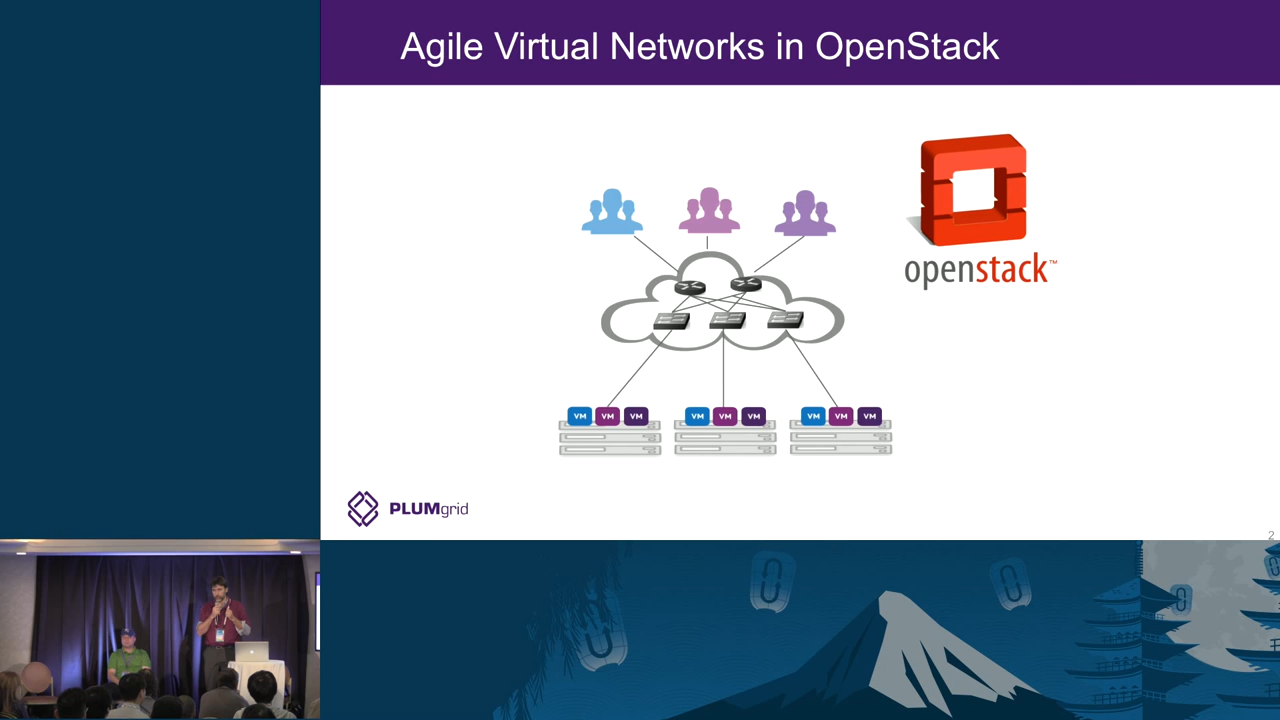 Agile Virtual Networks in OpenStack
openstack™
VM VM VM VM VM VM VM VM VM
PLUMgrid
2